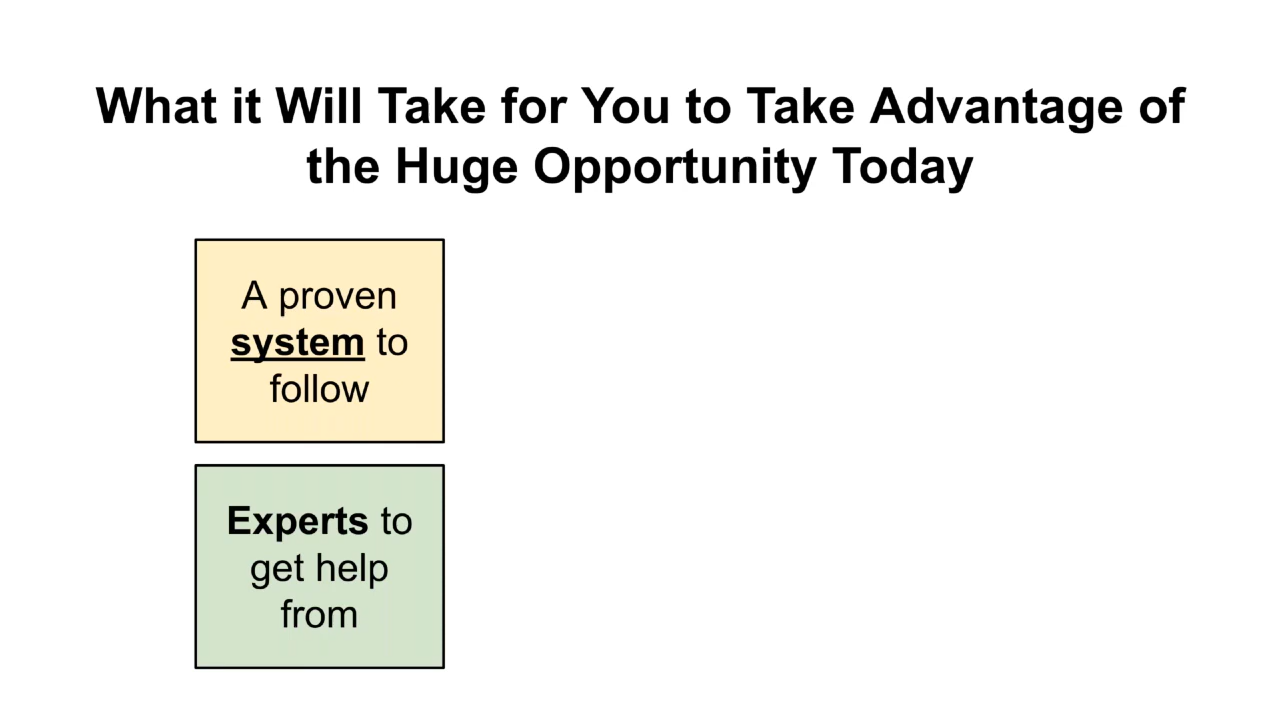 What it Will Take for You to Take Advantage of
the Huge Opportunity Today
A proven
system to
follow
Experts to
get help
from